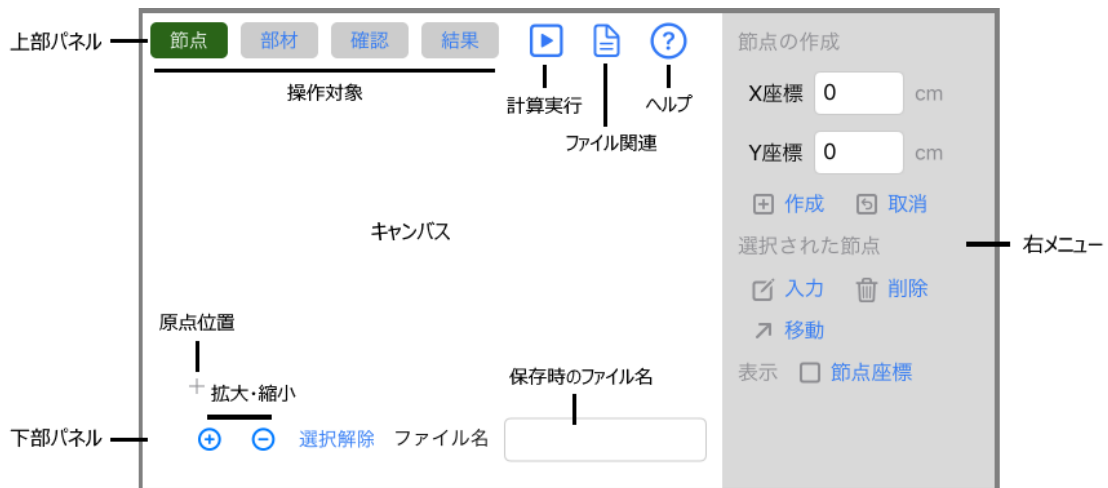 上部パネル
節点 部材 確認 結果
操作対象
計算実行
ヘルプ
ファイル関連
キャンバス
原点位置
拡大・縮小
保存時のファイル名
下部パネル
選択解除 ファイル名
節点の作成
X座標 0 cm
Y座標 0 cm
作成 取消
選択された節点
入力 削除
移動
表示 節点座標
右メニュー